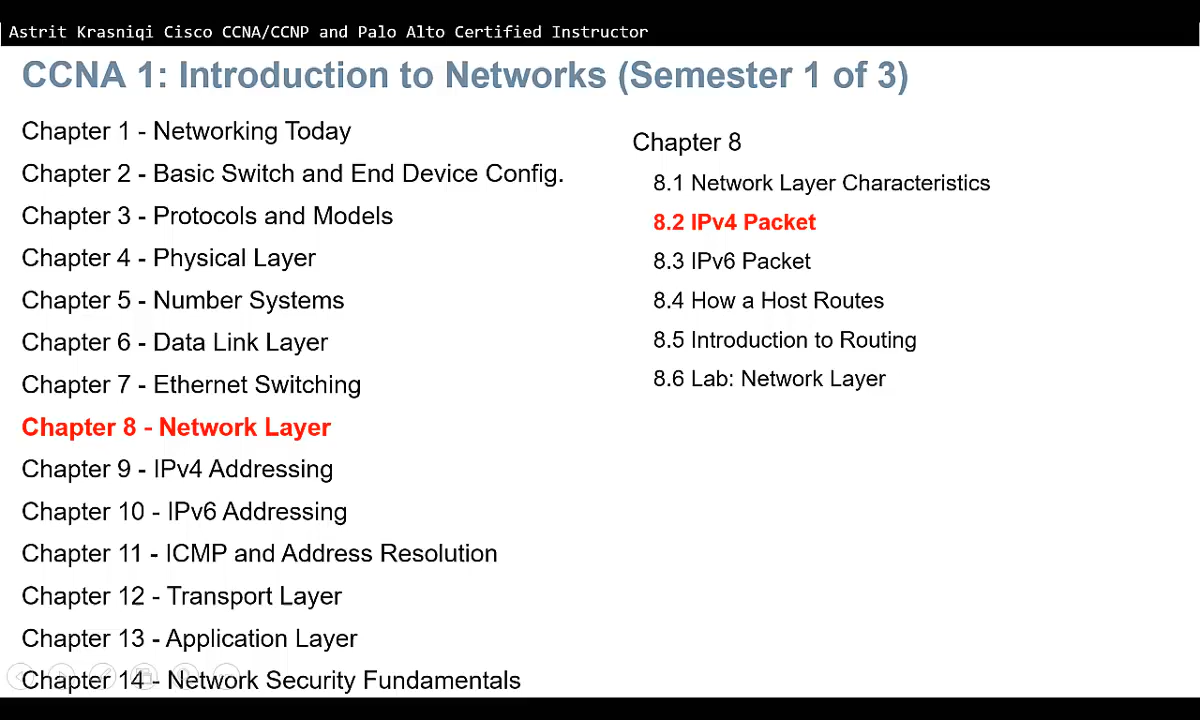 Astrit Krasniqi Cisco CCNA/CCNP and Palo Alto Certified Instructor
CCNA 1: Introduction to Networks (Semester 1 of 3)
Chapter 1 - Networking Today
Chapter 2 - Basic Switch and End Device Config.
Chapter 3 - Protocols and Models
Chapter 4 - Physical Layer
Chapter 5 - Number Systems
Chapter 6 - Data Link Layer
Chapter 7 - Ethernet Switching
Chapter 8 - Network Layer
Chapter 9 - IPv4 Addressing
Chapter 10 - IPv6 Addressing
Chapter 11 - ICMP and Address Resolution
Chapter 12 - Transport Layer
Chapter 13 - Application Layer
Chapter 14 - Network Security Fundamentals
Chapter 8
8.1 Network Layer Characteristics
8.2 IPv4 Packet
8.3 IPv6 Packet
8.4 How a Host Routes
8.5 Introduction to Routing
8.6 Lab: Network Layer